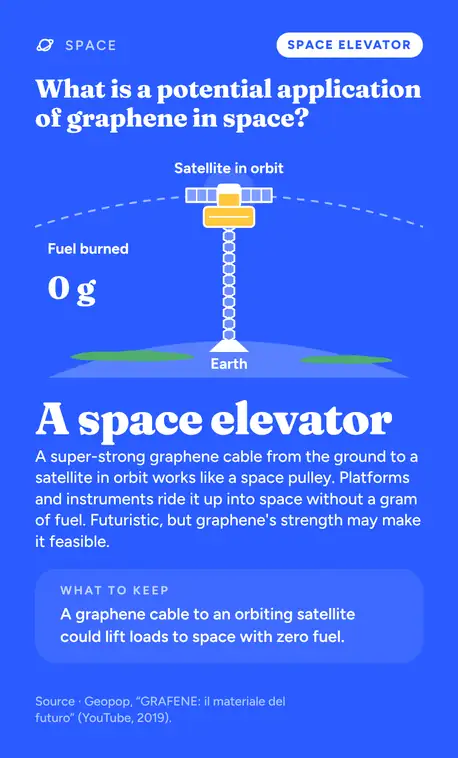 SPACE
SPACE ELEVATOR
What is a potential application
of graphene in space?
Satellite in orbit
Fuel burned
0 g
Earth
A space elevator
A super-strong graphene cable from the ground to a
satellite in orbit works like a space pulley. Platforms
and instruments ride it up into space without a gram
of fuel. Futuristic, but graphene's strength may make
it feasible.
WHAT TO KEEP
A graphene cable to an orbiting satellite
could lift loads to space with zero fuel.
Source · Geopop, “GRAFENE: il materiale del
futuro” (YouTube, 2019).